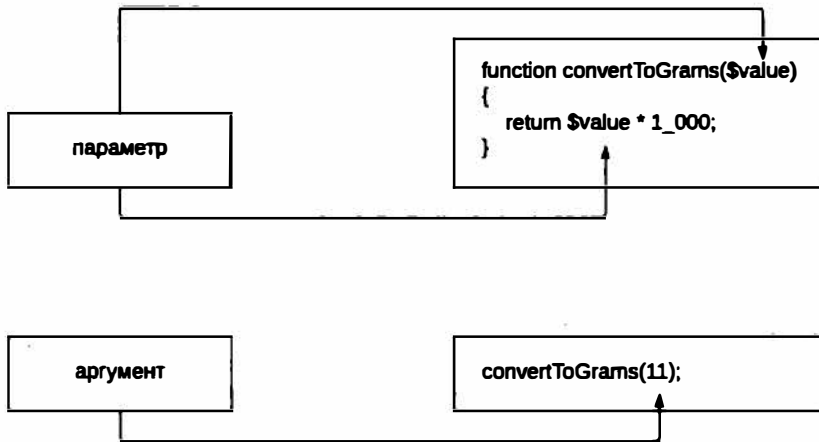 function convertToGrams($value)
{
return $value * 1_000;
}
параметр
аргумент
convertToGrams(11);